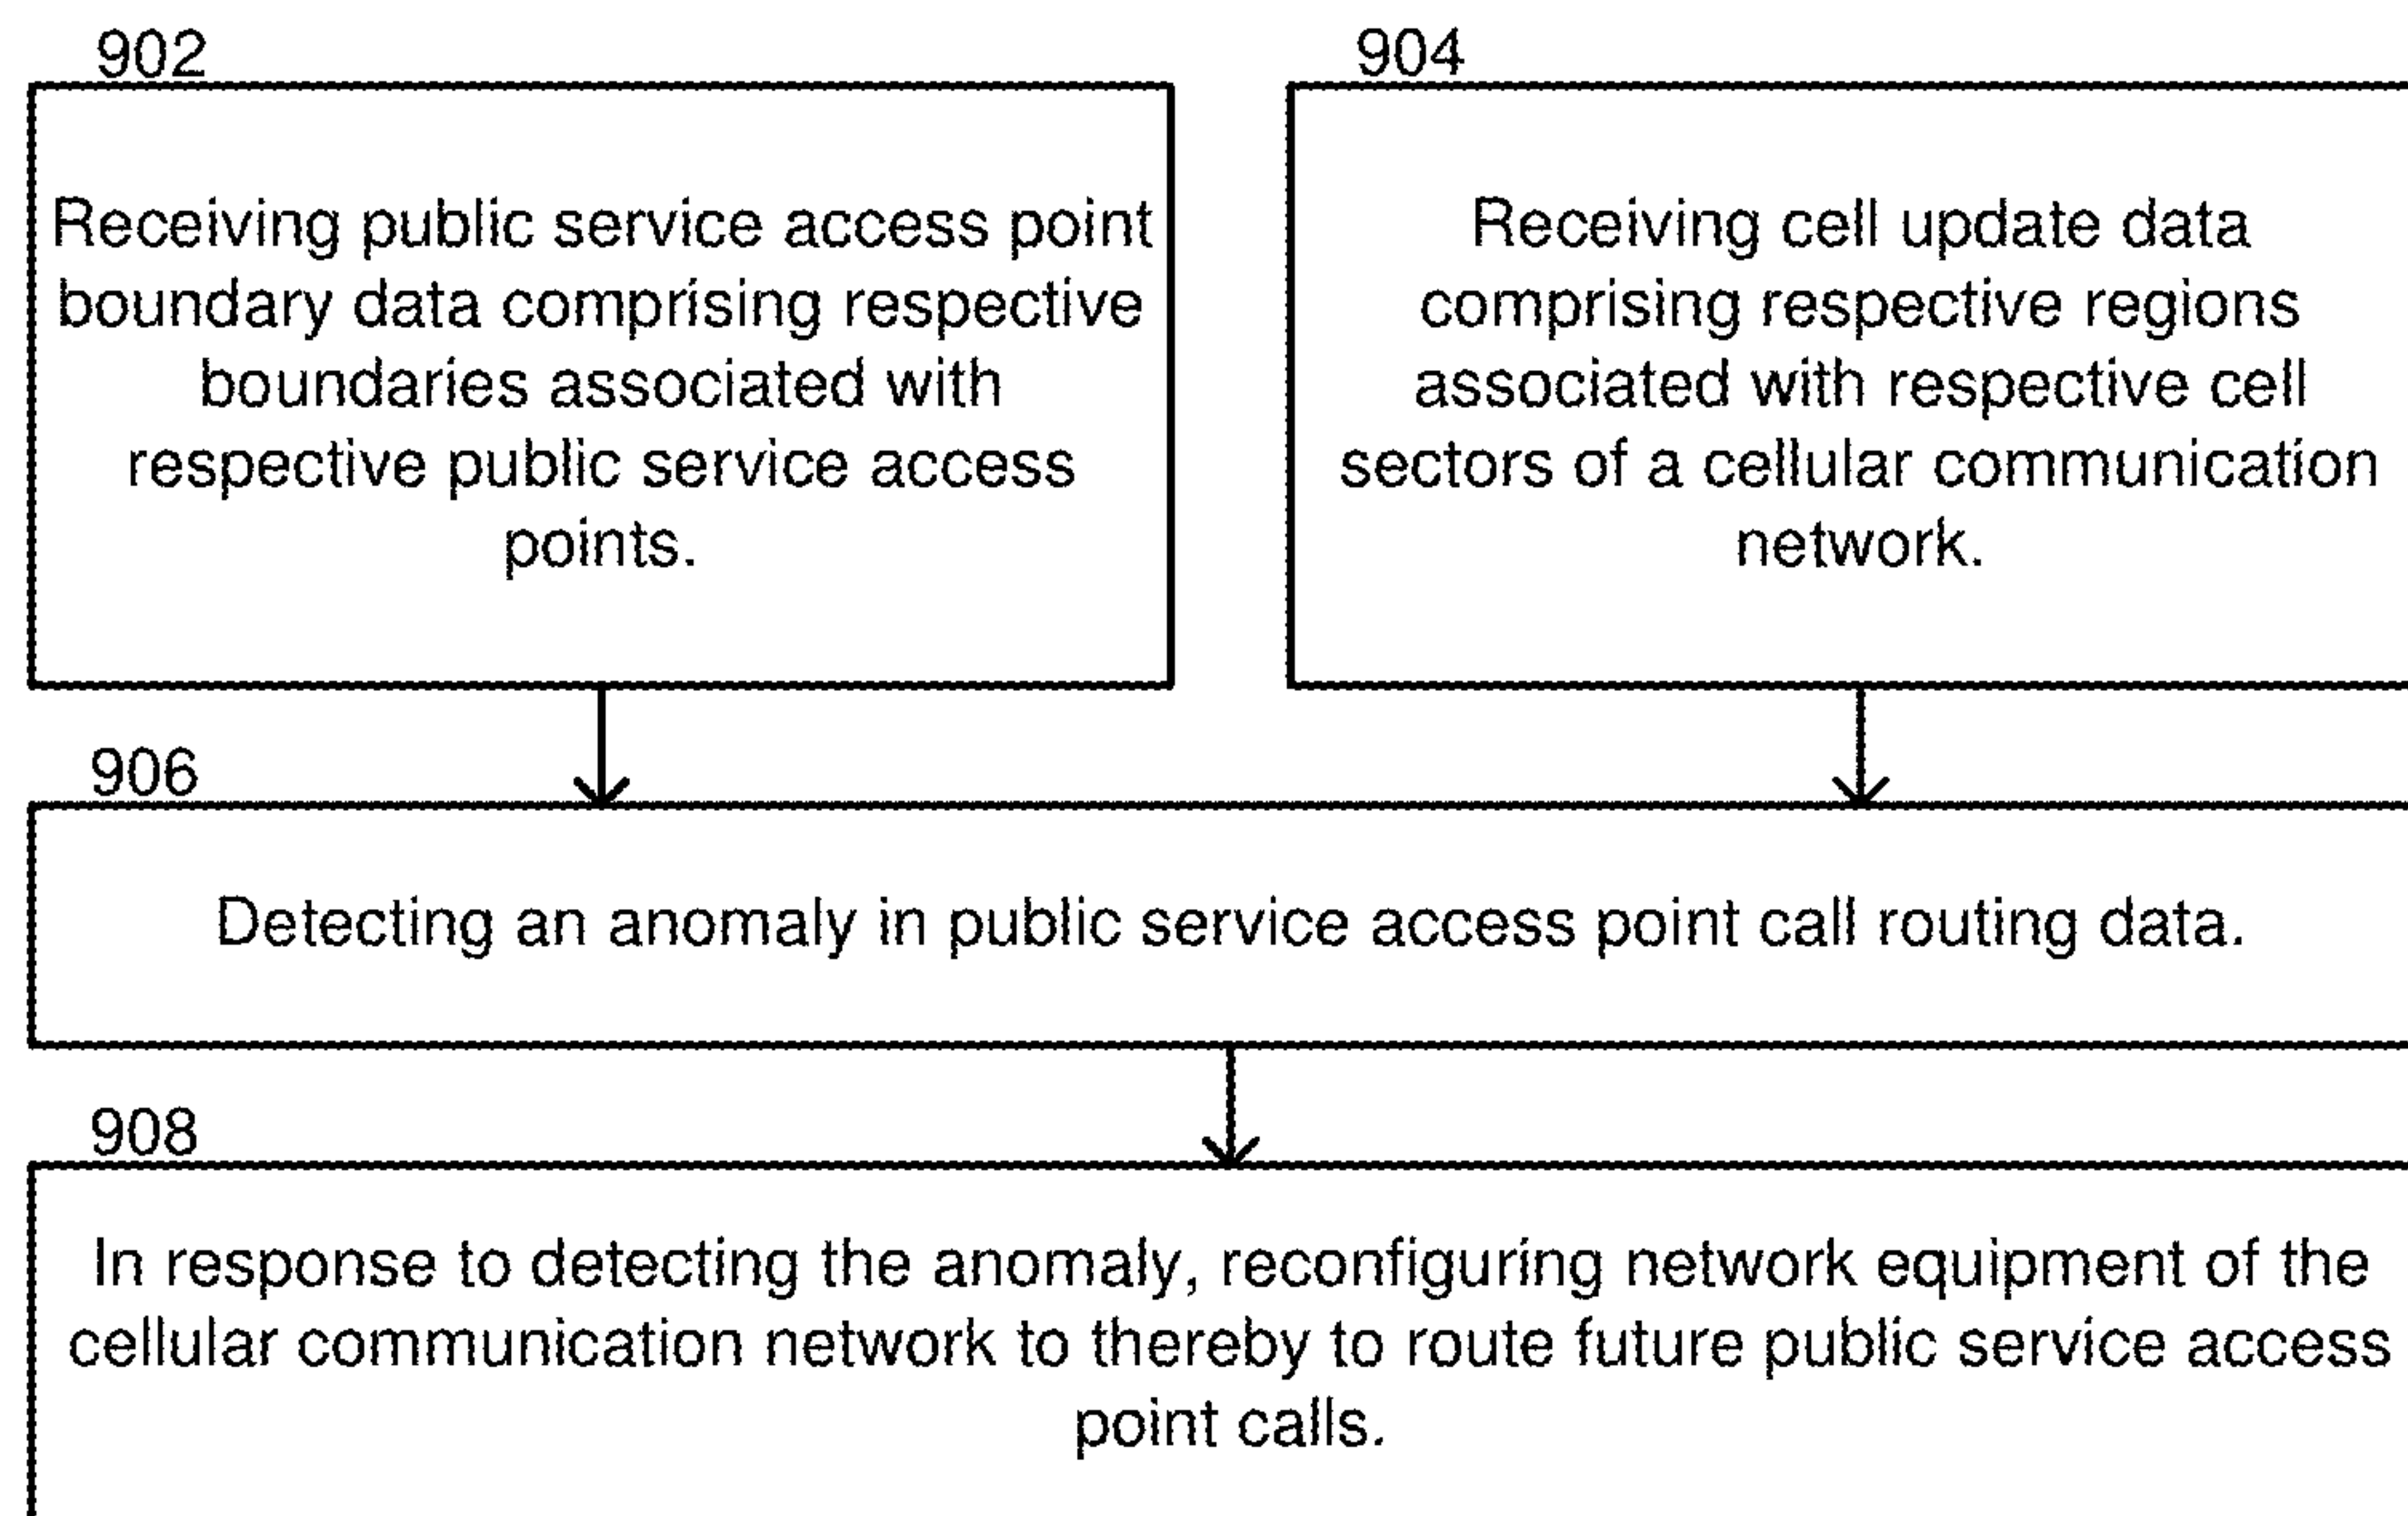 902
Receiving public service access point
boundary data comprising respective
boundaries associated with
respective public service access
points.
904
Receiving cell update data
comprising respective regions
associated with respective cell
sectors of a cellular communication
network.
906
Detecting an anomaly in public service access point call routing data.
908
In response to detecting the anomaly, reconfiguring network equipment of the
cellular communication network to thereby to route future public service access
point calls.